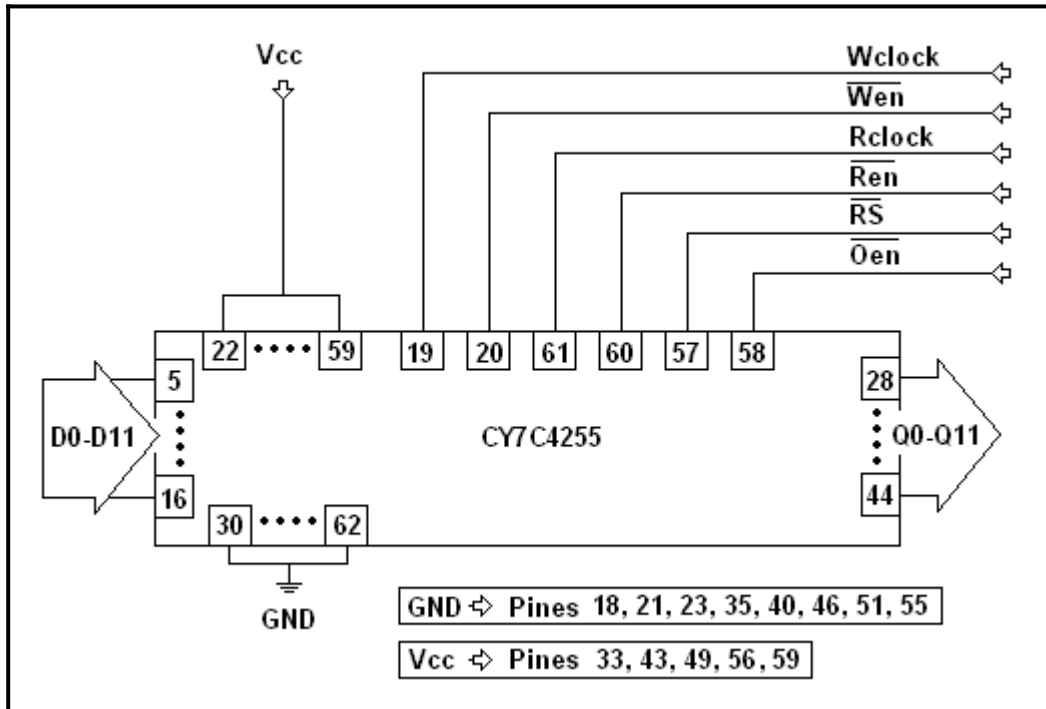 Vcc
Wclock
Wen
Rclock
Ren
RS
Oen
22 59 19 20 61 60 57 58
5
28
D0-D11
CY7C4255
Q0-Q11
16
44
30 62
GND
GND ⇨ Pines 18, 21, 23, 35, 40, 46, 51, 55
Vcc ⇨ Pines 33, 43, 49, 56, 59